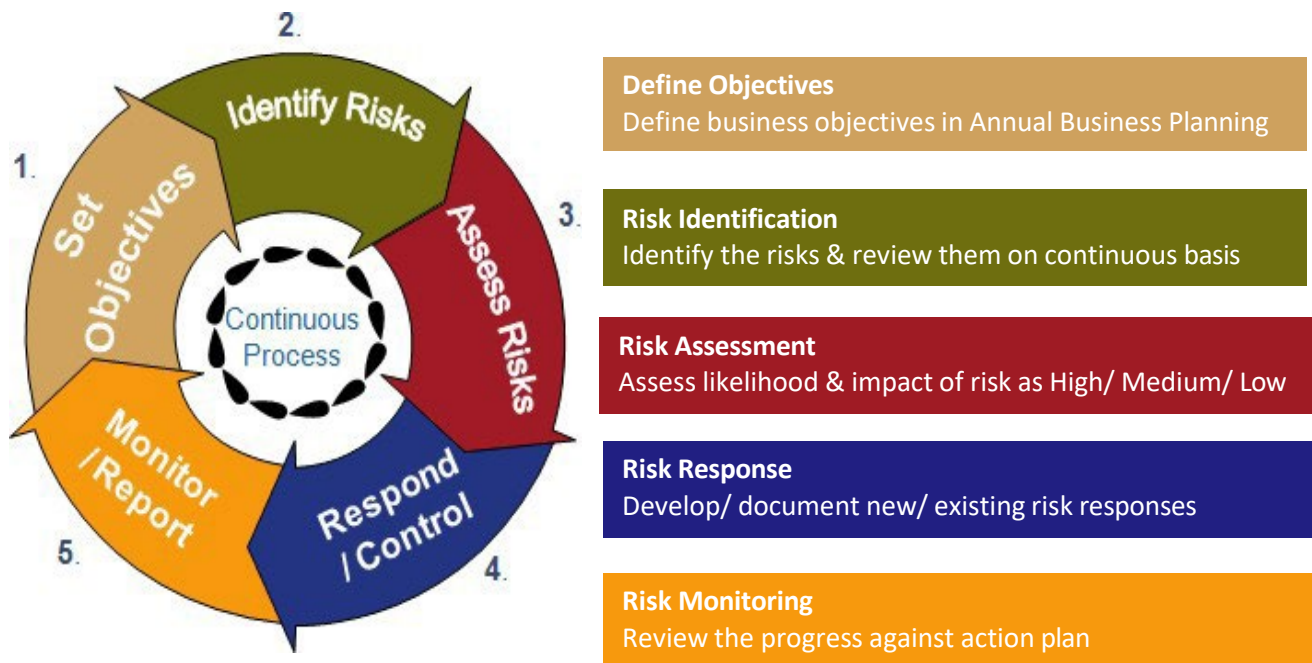 2.
Identify Risks
1.
Set
Objectives
3.
Assess Risks
Continuous
Process
Monitor
/ Report
Respond
/ Control
5.
4.
Define Objectives
Define business objectives in Annual Business Planning
Risk Identification
Identify the risks & review them on continuous basis
Risk Assessment
Assess likelihood & impact of risk as High/ Medium/ Low
Risk Response
Develop/ document new/ existing risk responses
Risk Monitoring
Review the progress against action plan